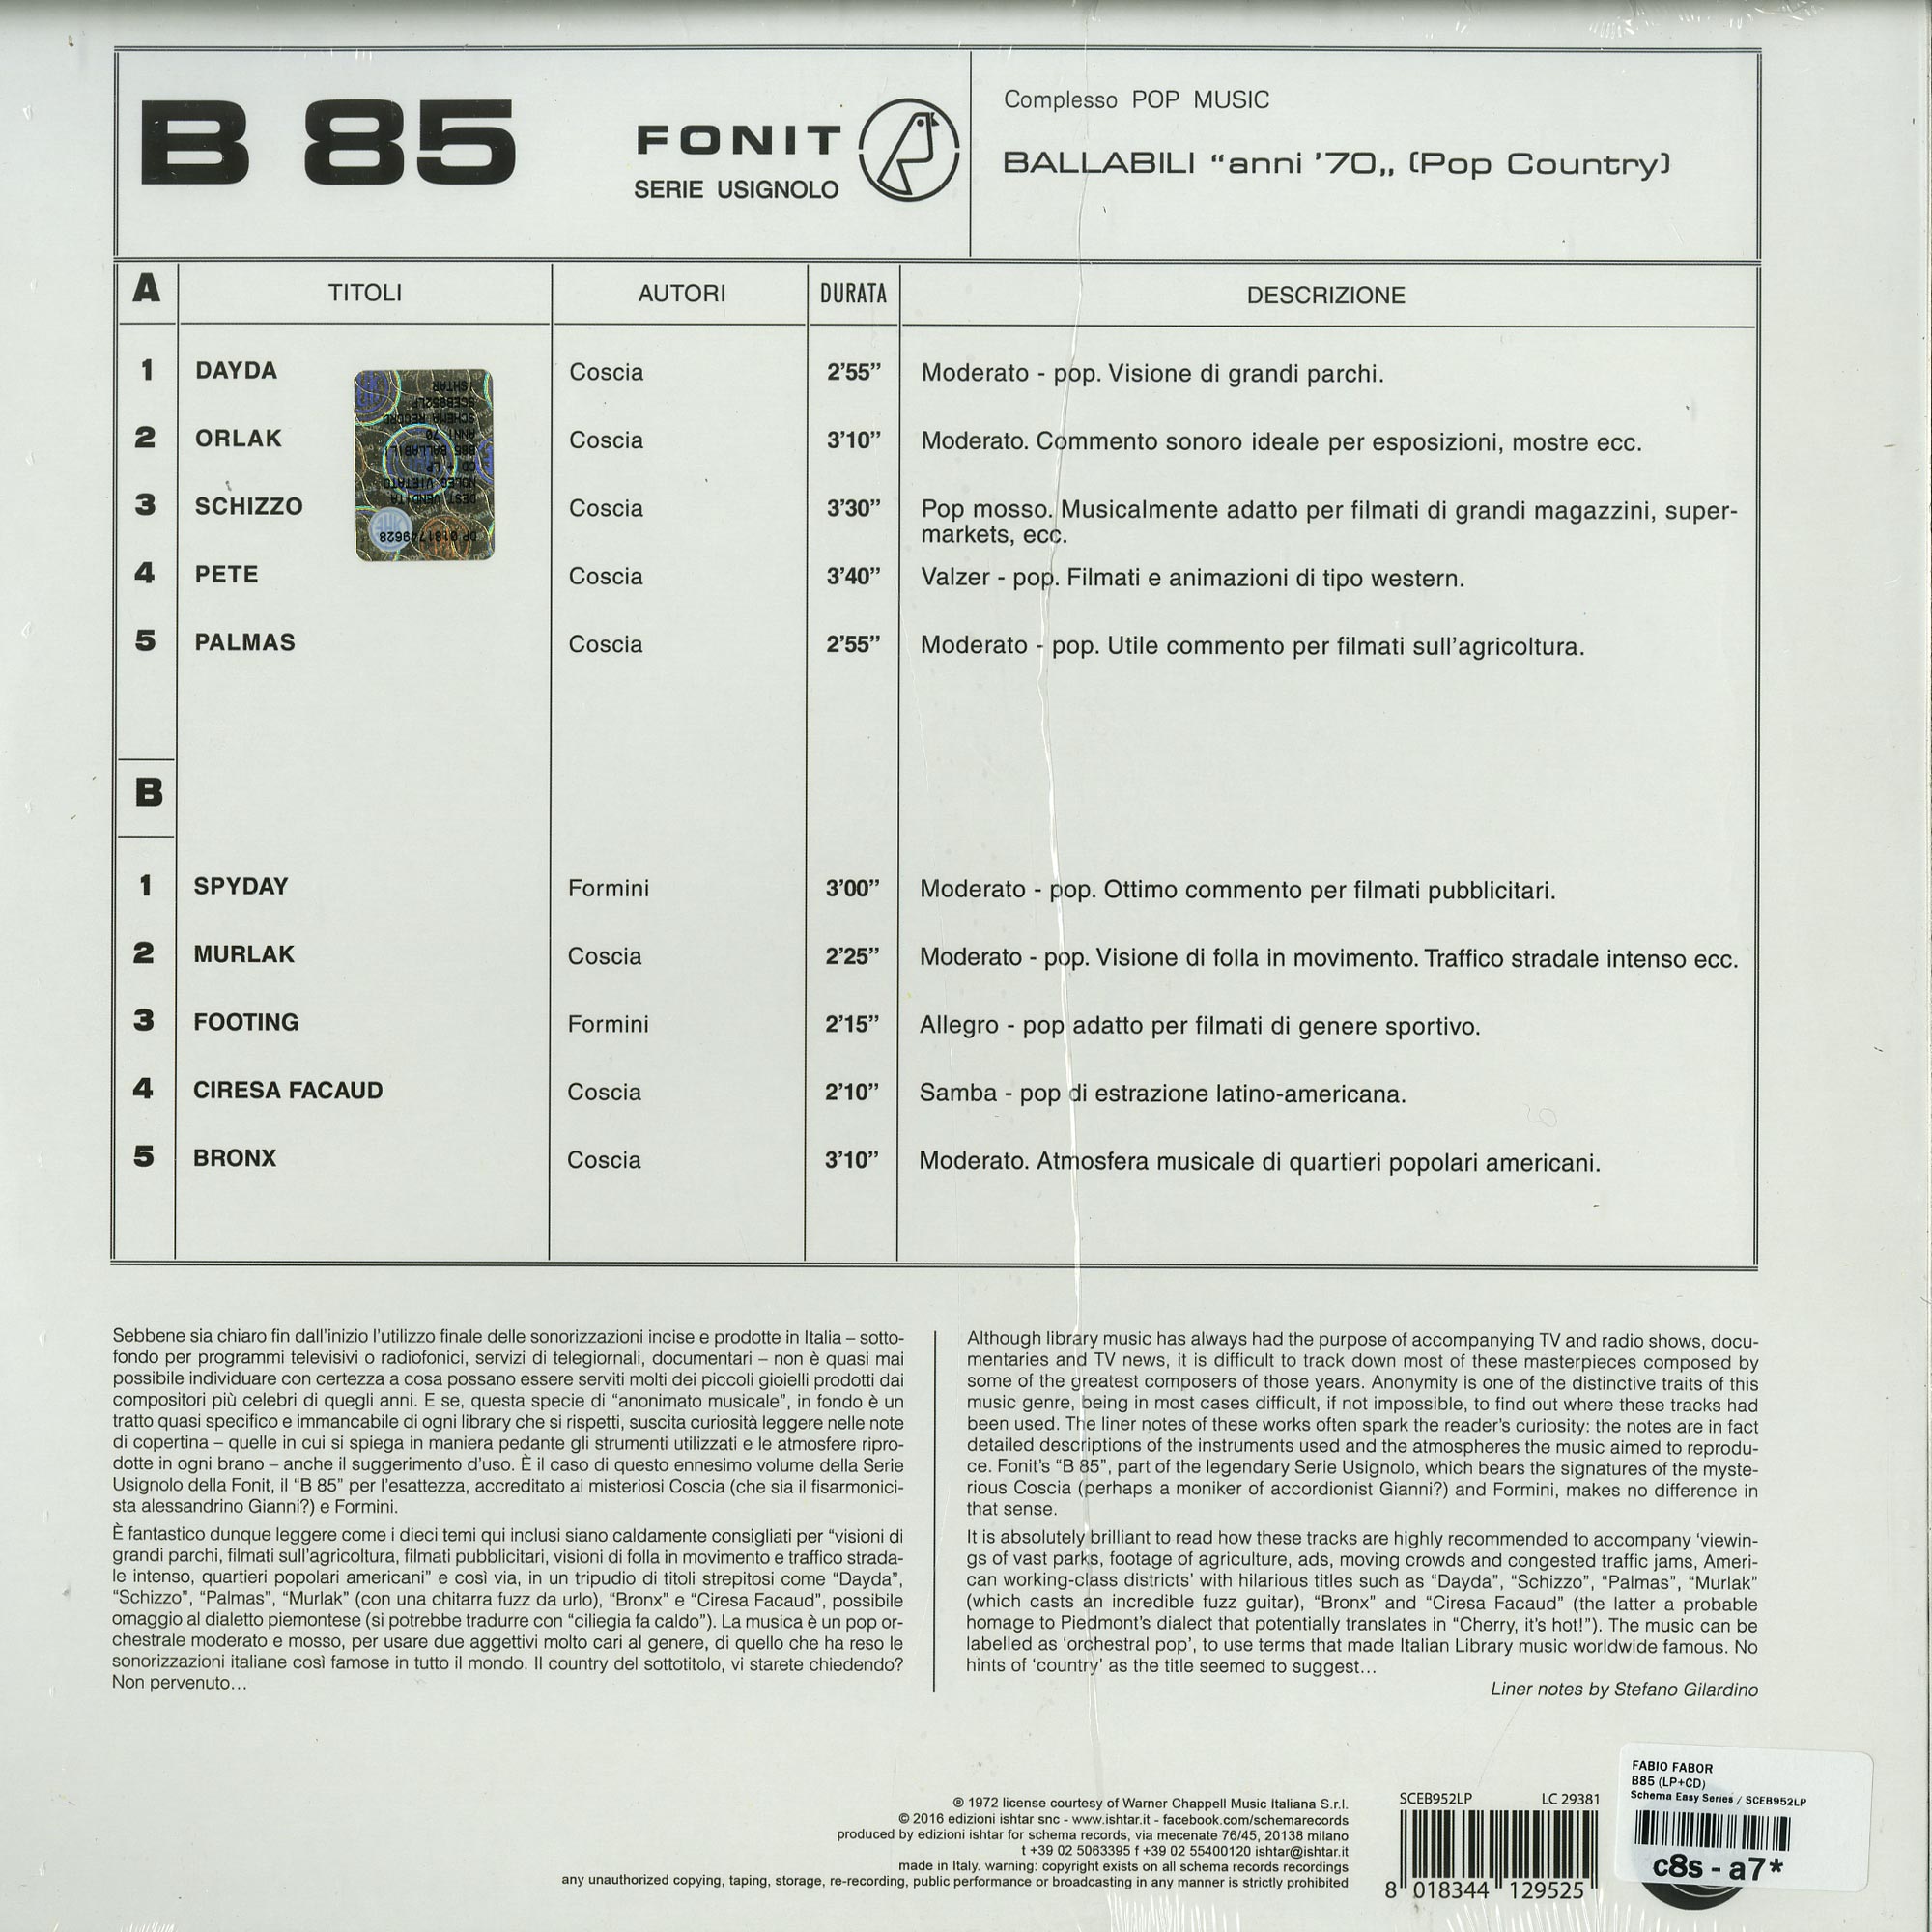 B 85
FONIT
SERIE USIGNOLO
Complesso POP MUSIC
BALLABILI “anni ’70„ (Pop Country)
A TITOLI AUTORI DURATA DESCRIZIONE
1 DAYDA Coscia 2’55” Moderato - pop. Visione di grandi parchi.
2 ORLAK Coscia 3’10” Moderato. Commento sonoro ideale per esposizioni, mostre ecc.
3 SCHIZZO Coscia 3’30” Pop mosso. Musicalmente adatto per filmati di grandi magazzini, super-
markets, ecc.
4 PETE Coscia 3’40” Valzer - pop. Filmati e animazioni di tipo western.
5 PALMAS Coscia 2’55” Moderato - pop. Utile commento per filmati sull’agricoltura.
DP 0181749628
DEST. VENDITA
NOLEG VIETATO
CD + LP
B85 BALLABILI
ANNI 70
SCHEMA RECORD
SCEB952LP
ISHTAR
B
1 SPYDAY Formini 3’00” Moderato - pop. Ottimo commento per filmati pubblicitari.
2 MURLAK Coscia 2’25” Moderato - pop. Visione di folla in movimento. Traffico stradale intenso ecc.
3 FOOTING Formini 2’15” Allegro - pop adatto per filmati di genere sportivo.
4 CIRESA FACAUD Coscia 2’10” Samba - pop di estrazione latino-americana.
5 BRONX Coscia 3’10” Moderato. Atmosfera musicale di quartieri popolari americani.
Sebbene sia chiaro fin dall’inizio l’utilizzo finale delle sonorizzazioni incise e prodotte in Italia – sotto-
fondo per programmi televisivi o radiofonici, servizi di telegiornali, documentari – non è quasi mai
possibile individuare con certezza a cosa possano essere serviti molti dei piccoli gioielli prodotti dai
compositori più celebri di quegli anni. E se, questa specie di “anonimato musicale”, in fondo è un
tratto quasi specifico e immancabile di ogni library che si rispetti, suscita curiosità leggere nelle note
di copertina – quelle in cui si spiega in maniera pedante gli strumenti utilizzati e le atmosfere ripro-
dotte in ogni brano – anche il suggerimento d’uso. È il caso di questo ennesimo volume della Serie
Usignolo della Fonit, il “B 85” per l’esattezza, accreditato ai misteriosi Coscia (che sia il fisarmonici-
sta alessandrino Gianni?) e Formini.
È fantastico dunque leggere come i dieci temi qui inclusi siano caldamente consigliati per “visioni di
grandi parchi, filmati sull’agricoltura, filmati pubblicitari, visioni di folla in movimento e traffico strada-
le intenso, quartieri popolari americani” e così via, in un tripudio di titoli strepitosi come “Dayda”,
“Schizzo”, “Palmas”, “Murlak” (con una chitarra fuzz da urlo), “Bronx” e “Ciresa Facaud”, possibile
omaggio al dialetto piemontese (si potrebbe tradurre con “ciliegia fa caldo”). La musica è un pop or-
chestrale moderato e mosso, per usare due aggettivi molto cari al genere, di quello che ha reso le
sonorizzazioni italiane così famose in tutto il mondo. Il country del sottotitolo, vi starete chiedendo?
Non pervenuto…
Although library music has always had the purpose of accompanying TV and radio shows, docu-
mentaries and TV news, it is difficult to track down most of these masterpieces composed by
some of the greatest composers of those years. Anonymity is one of the distinctive traits of this
music genre, being in most cases difficult, if not impossible, to find out where these tracks had
been used. The liner notes of these works often spark the reader’s curiosity: the notes are in fact
detailed descriptions of the instruments used and the atmospheres the music aimed to reprodu-
ce. Fonit’s “B 85”, part of the legendary Serie Usignolo, which bears the signatures of the myste-
rious Coscia (perhaps a moniker of accordionist Gianni?) and Formini, makes no difference in
that sense.
It is absolutely brilliant to read how these tracks are highly recommended to accompany ‘viewin-
gs of vast parks, footage of agriculture, ads, moving crowds and congested traffic jams, Ameri-
can working-class districts’ with hilarious titles such as “Dayda”, “Schizzo”, “Palmas”, “Murlak”
(which casts an incredible fuzz guitar), “Bronx” and “Ciresa Facaud” (the latter a probable
homage to Piedmont’s dialect that potentially translates in “Cherry, it’s hot!”). The music can be
labelled as ‘orchestral pop’, to use terms that made Italian Library music worldwide famous. No
hints of ‘country’ as the title seemed to suggest…
Liner notes by Stefano Gilardino
℗ 1972 license courtesy of Warner Chappell Music Italiana S.r.l.
© 2016 edizioni ishtar snc - www.ishtar.it - facebook.com/schemarecords
produced by edizioni ishtar for schema records, via mecenate 76/45, 20138 milano
t +39 02 5063395 f +39 02 55400120 ishtar@ishtar.it
made in Italy. warning: copyright exists on all schema records recordings
any unauthorized copying, taping, storage, re-recording, public performance or broadcasting in any manner is strictly prohibited
SCEB952LP LC 29381
8 018344 129525
FABIO FABOR
B85 (LP+CD)
Schema Easy Series / SCEB952LP
c8s - a7*